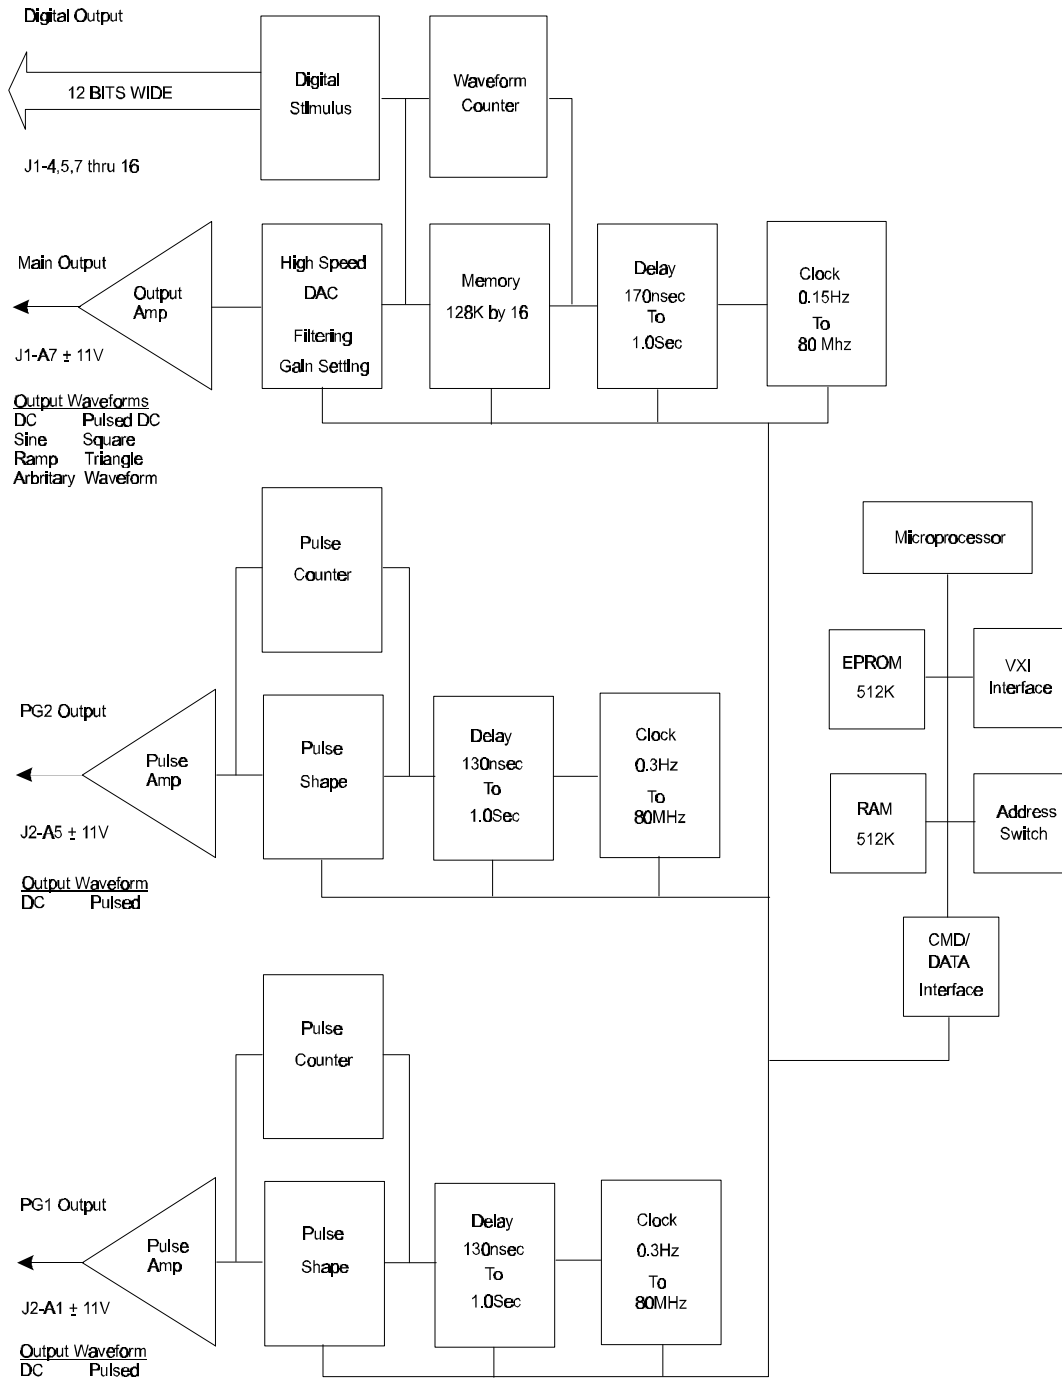 Digital Output
12 BITS WIDE
J1-4,5,7 thru 16
Digital
Stimulus
Waveform
Counter
Main Output
J1-A7 ± 11V
Output
Amp
High Speed
DAC
Filtering
Gain Setting
Memory
128K by 16
Delay
170nsec
To
1.0Sec
Clock
0.15Hz
To
80 Mhz
Output Waveforms
DC Pulsed DC
Sine Square
Ramp Triangle
Arbritary Waveform
Pulse
Counter
PG2 Output
J2-A5 ± 11V
Pulse
Amp
Pulse
Shape
Delay
130nsec
To
1.0Sec
Clock
0.3Hz
To
80MHz
Output Waveform
DC Pulsed
Microprocessor
EPROM
512K
VXI
Interface
RAM
512K
Address
Switch
CMD/
DATA
Interface
Pulse
Counter
PG1 Output
J2-A1 ± 11V
Pulse
Amp
Pulse
Shape
Delay
130nsec
To
1.0Sec
Clock
0.3Hz
To
80MHz
Output Waveform
DC Pulsed